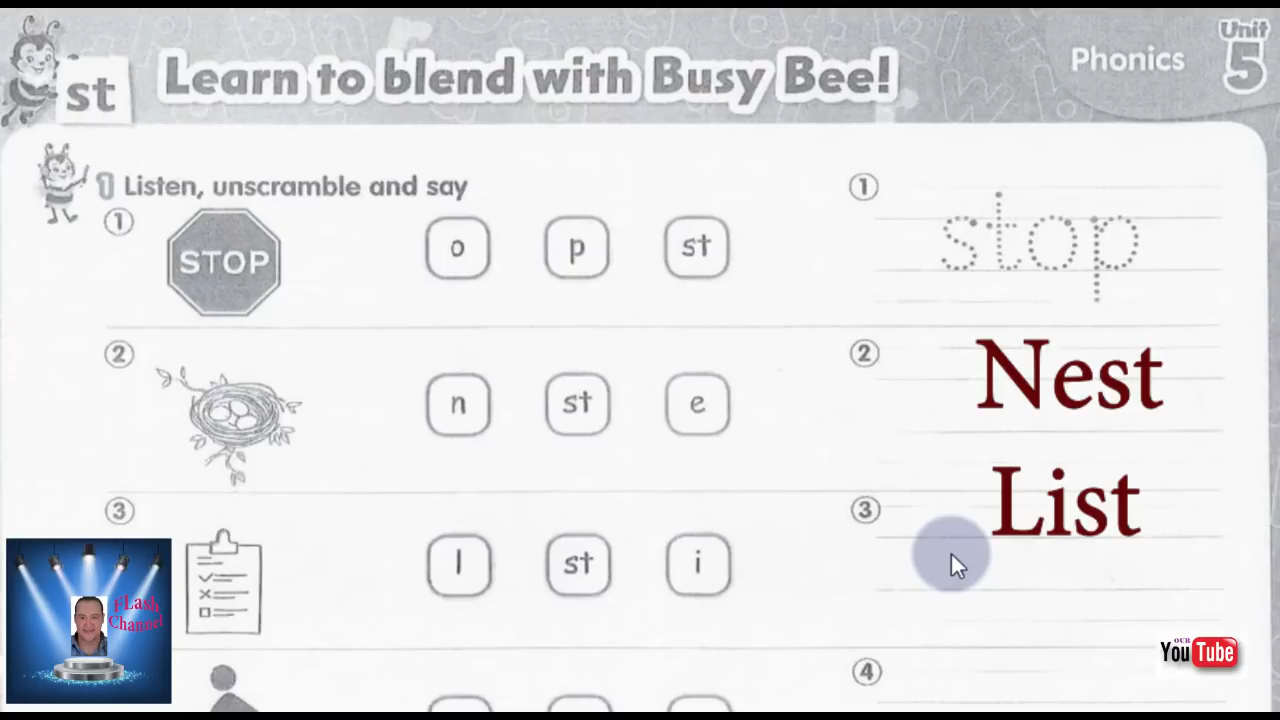 st Learn to blend with Busy Bee! Phonics Unit 5
1 Listen, unscramble and say
1 STOP o p st 1 stop
2 n st e 2 Nest
3 l st i 3 List
4
fLash
Channel
OUR
YouTube